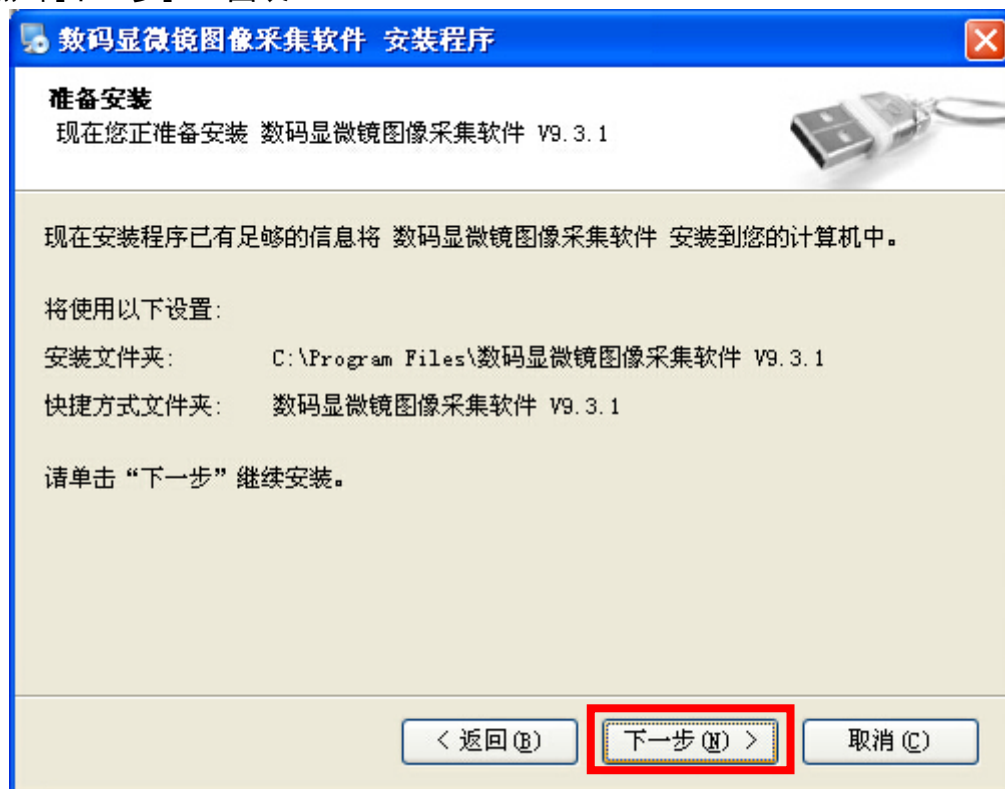 数码显微镜图像采集软件 安装程序
准备安装
现在您正准备安装 数码显微镜图像采集软件 V9.3.1
现在安装程序已有足够的信息将 数码显微镜图像采集软件 安装到您的计算机中。
将使用以下设置:
安装文件夹: C:\Program Files\数码显微镜图像采集软件 V9.3.1
快捷方式文件夹: 数码显微镜图像采集软件 V9.3.1
请单击“下一步”继续安装。
< 返回(B) 下一步(N) > 取消(C)